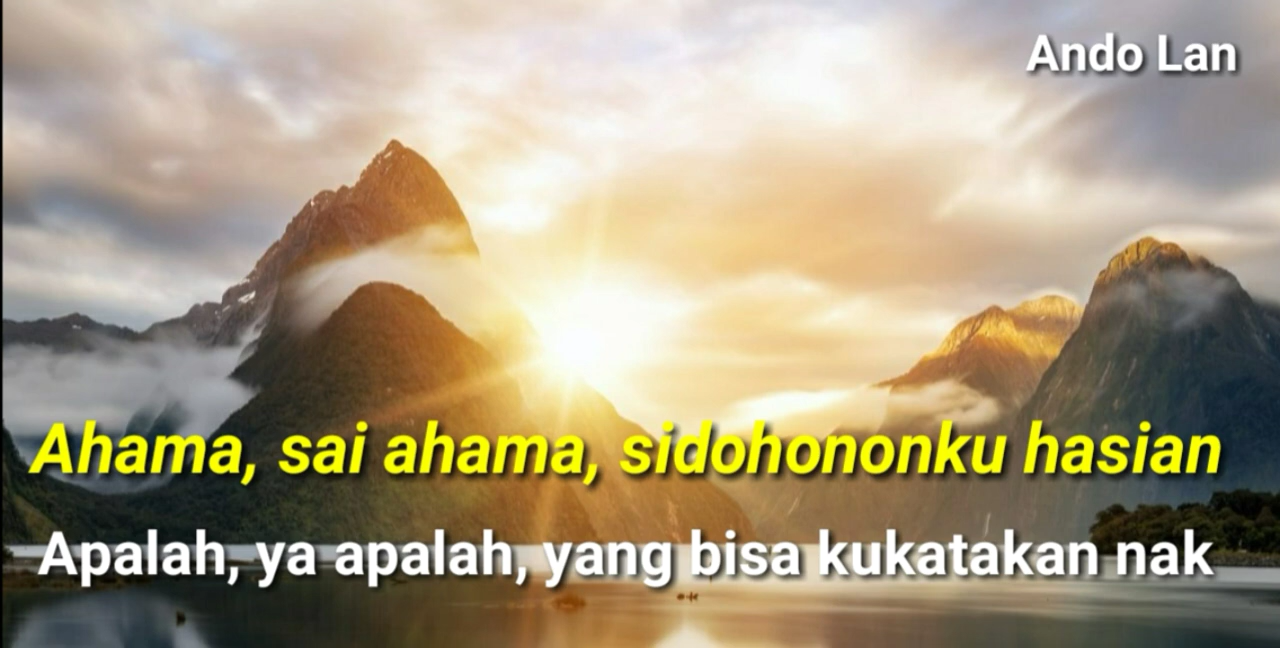 Ando Lan
Ahama, sai ahama, sidohononku hasian
Apalah, ya apalah, yang bisa kukatakan nak